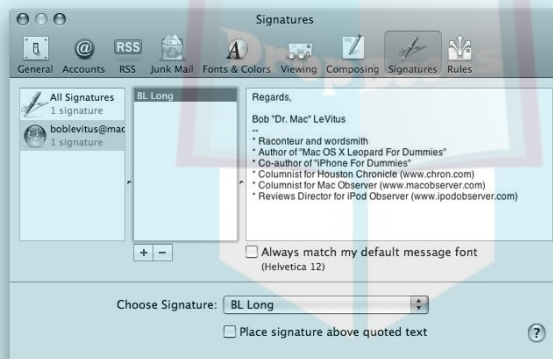 Signatures
General Accounts RSS Junk Mail Fonts & Colors Viewing Composing Signatures Rules
RSS
All Signatures
1 signature
boblevitus@mac
1 signature
BL Long
Regards,
Bob "Dr. Mac" LeVitus
--
* Raconteur and wordsmith
* Author of "Mac OS X Leopard For Dummies"
* Co-author of "iPhone For Dummies"
* Columnist for Houston Chronicle (www.chron.com)
* Columnist for Mac Observer (www.macobserver.com)
* Reviews Director for iPod Observer (www.ipodobserver.com)
+ −
Always match my default message font
(Helvetica 12)
Choose Signature: BL Long
Place signature above quoted text
?